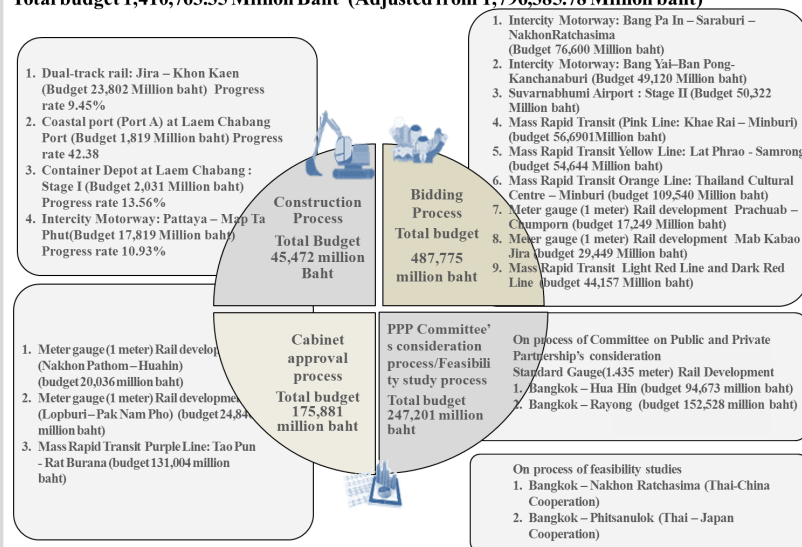 Total budget 1,410,763.35 Million Baht (Adjusted from 1,796,385.78 Million baht)
1. Dual-track rail: Jira – Khon Kaen
(Budget 23,802 Million baht) Progress
rate 9.45%
2. Coastal port (Port A) at Laem Chabang
Port (Budget 1,819 Million baht) Progress
rate 42.38
3. Container Depot at Laem Chabang :
Stage I (Budget 2,031 Million baht)
Progress rate 13.56%
4. Intercity Motorway: Pattaya – Map Ta
Phut(Budget 17,819 Million baht)
Progress rate 10.93%
Construction
Process
Total Budget
45,472 million
Baht
Bidding
Process
Total budget
487,775
million baht
1. Intercity Motorway: Bang Pa In – Saraburi –
NakhonRatchasima
(Budget 76,600 Million baht)
2. Intercity Motorway: Bang Yai–Ban Pong-
Kanchanaburi (Budget 49,120 Million baht)
3. Suvarnabhumi Airport : Stage II (Budget 50,322
Million baht)
4. Mass Rapid Transit (Pink Line: Khae Rai – Minburi)
(budget 56,6901Million baht)
5. Mass Rapid Transit Yellow Line: Lat Phrao - Samrong
(budget 54,644 Million baht)
6. Mass Rapid Transit Orange Line: Thailand Cultural
Centre – Minburi (budget 109,540 Million baht)
7. Meter gauge (1 meter) Rail development Prachuab –
Chumporn (budget 17,249 Million baht)
8. Meter gauge (1 meter) Rail development Mab Kabao
Jira (budget 29,449 Million baht)
9. Mass Rapid Transit Light Red Line and Dark Red
Line (budget 44,157 Million baht)
1. Meter gauge (1 meter) Rail
(Nakhon Pathom – Huahin)
(budget 20,036 million baht)
2. Meter gauge (1 meter) Rail
(Lopburi – Pak Nam Pho) (budget
million baht)
3. Mass Rapid Transit Purple Line: Tao Pun
- Rat Burana (budget 131,004 million
baht)
Cabinet
approval
process
Total budget
175,881
million baht
PPP Committee’
s consideration
process/Feasibili
ty study process
Total budget
247,201 million
baht
On process of Committee on Public and Private
Partnership’s consideration
Standard Gauge(1.435 meter) Rail Development
1. Bangkok – Hua Hin (budget 94,673 million baht)
2. Bangkok – Rayong (budget 152,528 million baht)
On process of feasibility studies
1. Bangkok – Nakhon Ratchasima (Thai-China
Cooperation)
2. Bangkok – Phitsanulok (Thai – Japan
Cooperation)